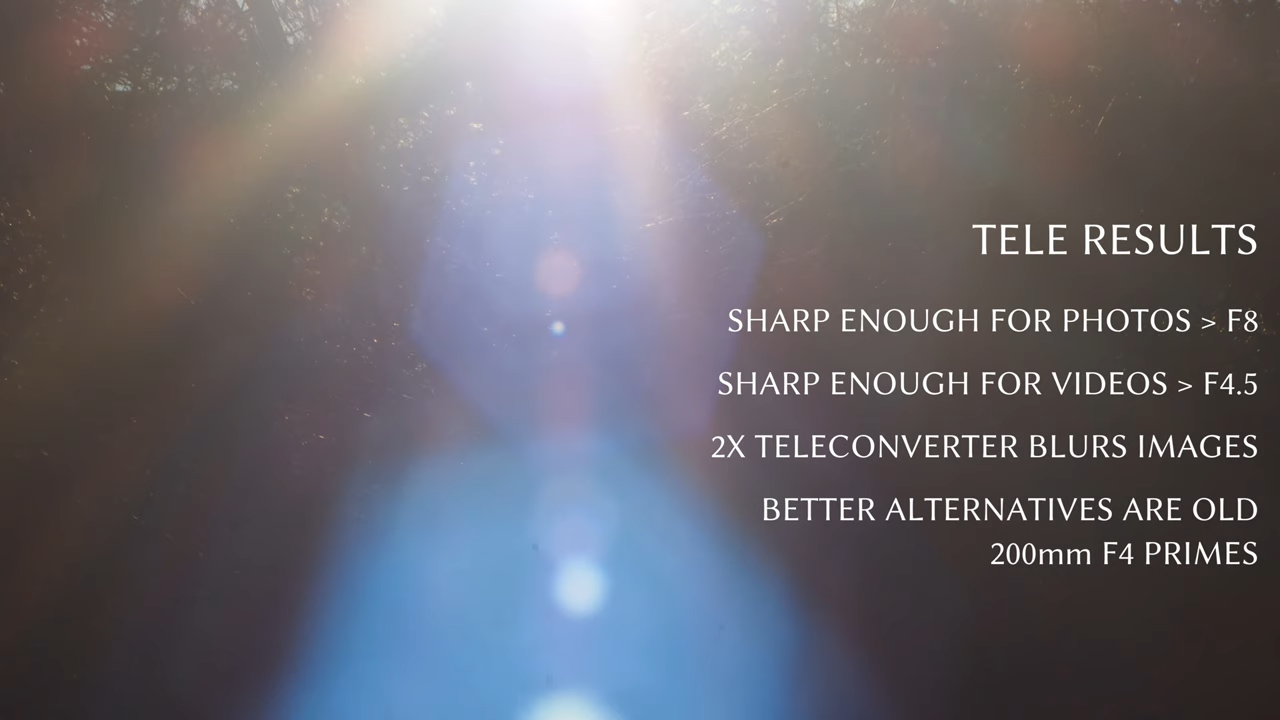 TELE RESULTS
SHARP ENOUGH FOR PHOTOS > F8
SHARP ENOUGH FOR VIDEOS > F4.5
2X TELECONVERTER BLURS IMAGES
BETTER ALTERNATIVES ARE OLD
200mm F4 PRIMES